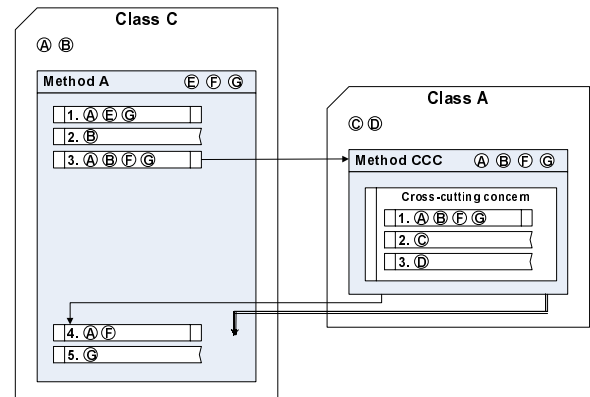 Class C
Ⓐ Ⓑ
Method A Ⓔ Ⓕ Ⓖ
1. Ⓐ Ⓔ Ⓖ
2. Ⓑ
3. Ⓐ Ⓑ Ⓕ Ⓖ
4. Ⓐ Ⓕ
5. Ⓖ
Class A
Ⓒ Ⓓ
Method CCC Ⓐ Ⓑ Ⓕ Ⓖ
Cross-cutting concern
1. Ⓐ Ⓑ Ⓕ Ⓖ
2. Ⓒ
3. Ⓓ